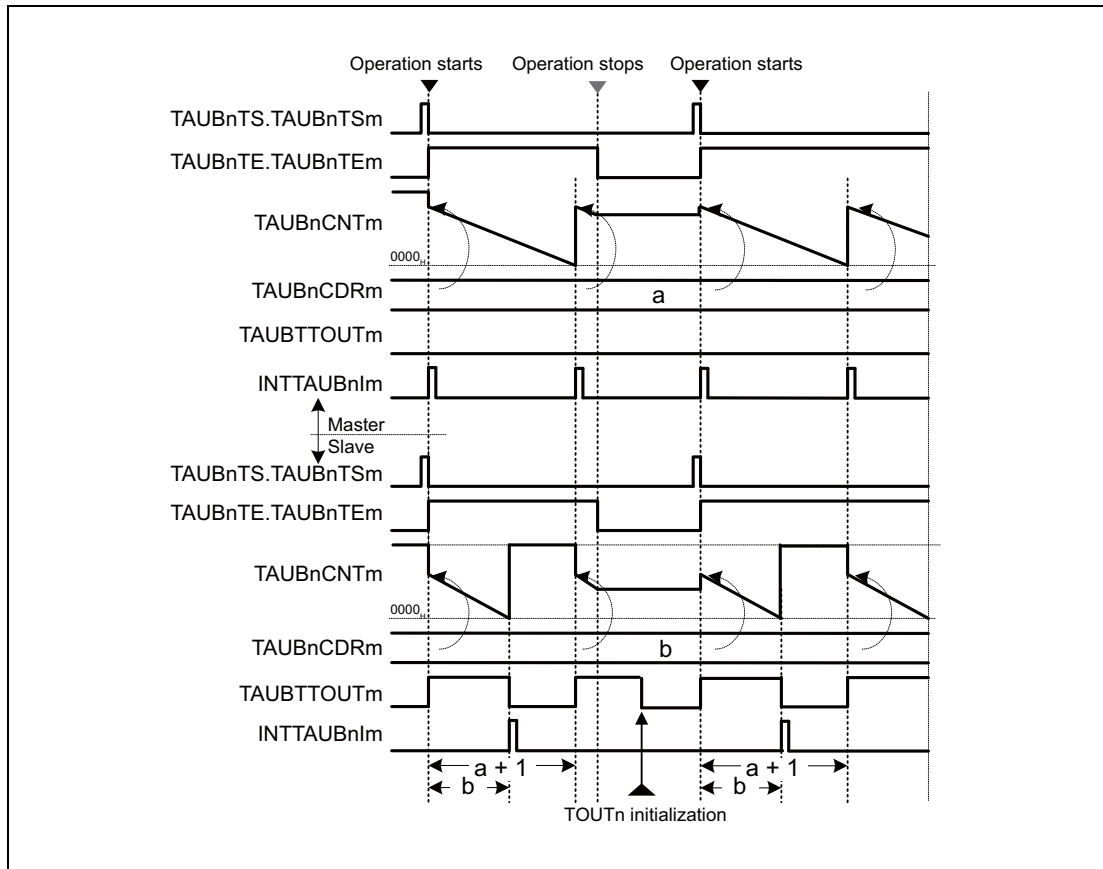 Operation starts Operation stops Operation starts
TAUBnTS.TAUBnTSm
TAUBnTE.TAUBnTEm
TAUBnCNTm
0000H
TAUBnCDRm
a
TAUBTTOUTm
INTTAUBnIm
Master
Slave
TAUBnTS.TAUBnTSm
TAUBnTE.TAUBnTEm
TAUBnCNTm
0000H
TAUBnCDRm
b
TAUBTTOUTm
INTTAUBnIm
a + 1 a + 1
b b
TOUTn initialization